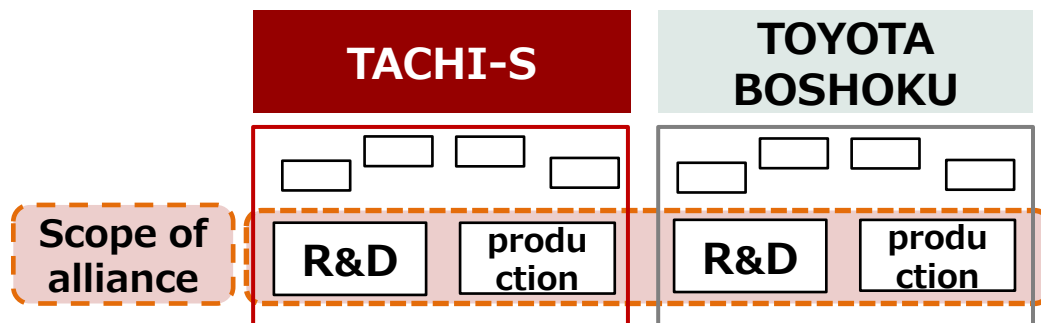 TACHI-S
TOYOTA
BOSHOKU
Scope of
alliance
R&D
produ
ction
R&D
produ
ction